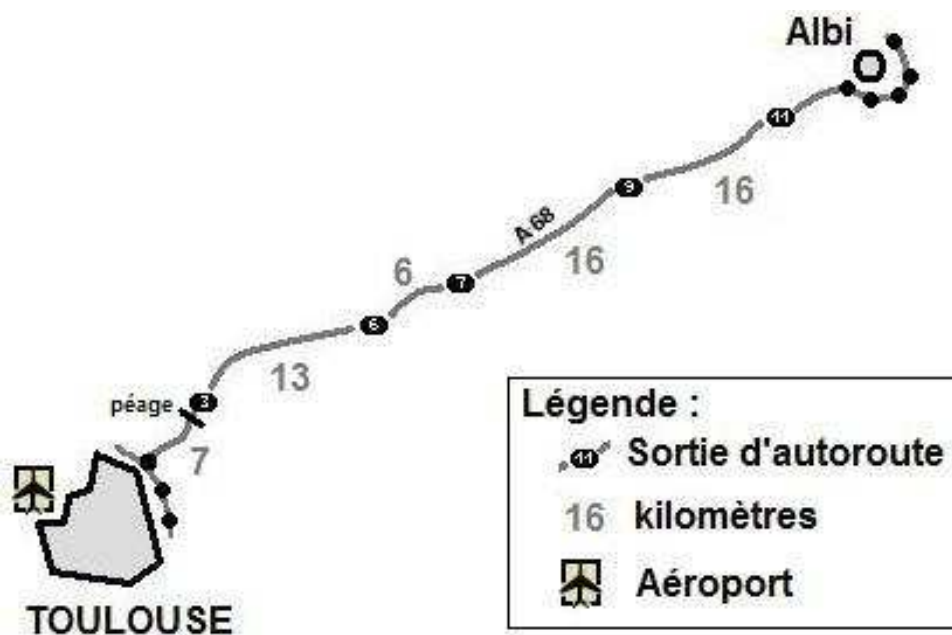 Albi
11
16
9
A 68
16
6
7
6
13
3
péage
7
TOULOUSE
Légende :
11 Sortie d'autoroute
16 kilomètres
Aéroport